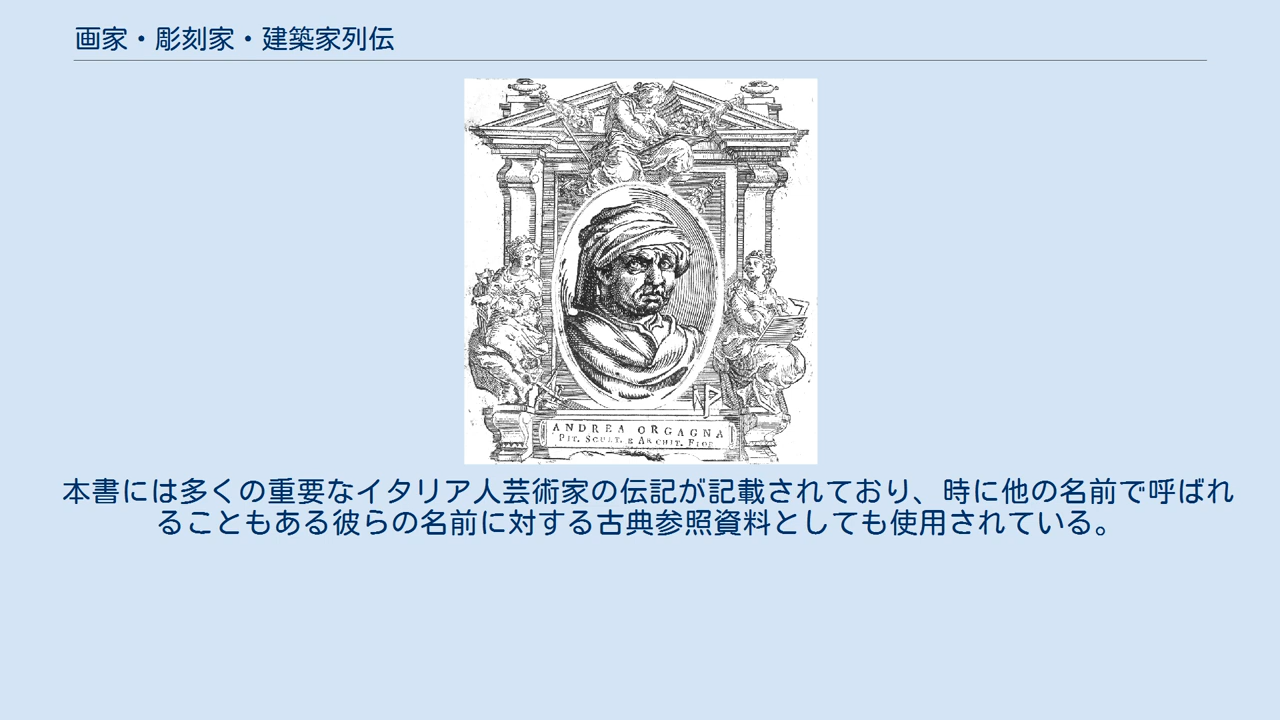 画家・彫刻家・建築家列伝
ANDREA ORGAGNA
PIT. SCULT. E ARCHIT. FIOR
本書には多くの重要なイタリア人芸術家の伝記が記載されており、時に他の名前で呼ばれ
ることもある彼らの名前に対する古典参照資料としても使用されている。